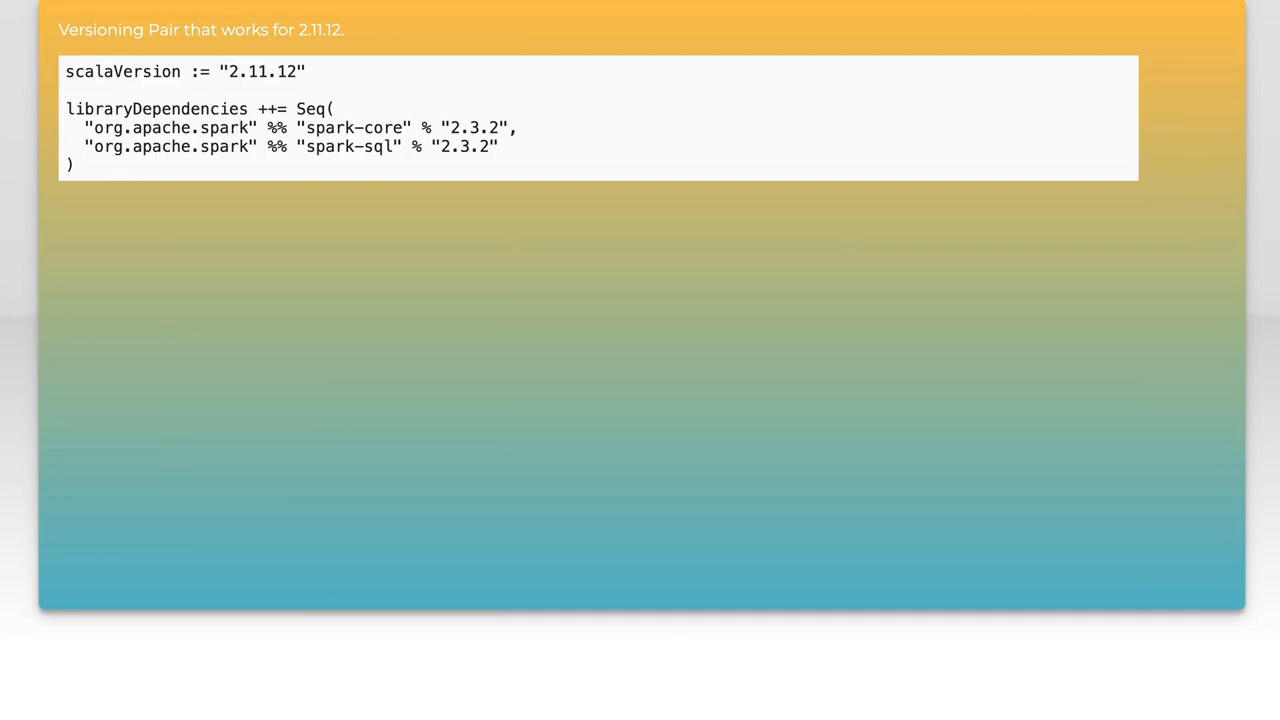 Versioning Pair that works for 2.11.12.
scalaVersion := "2.11.12"
libraryDependencies ++= Seq(
"org.apache.spark" %% "spark-core" % "2.3.2",
"org.apache.spark" %% "spark-sql" % "2.3.2"
)